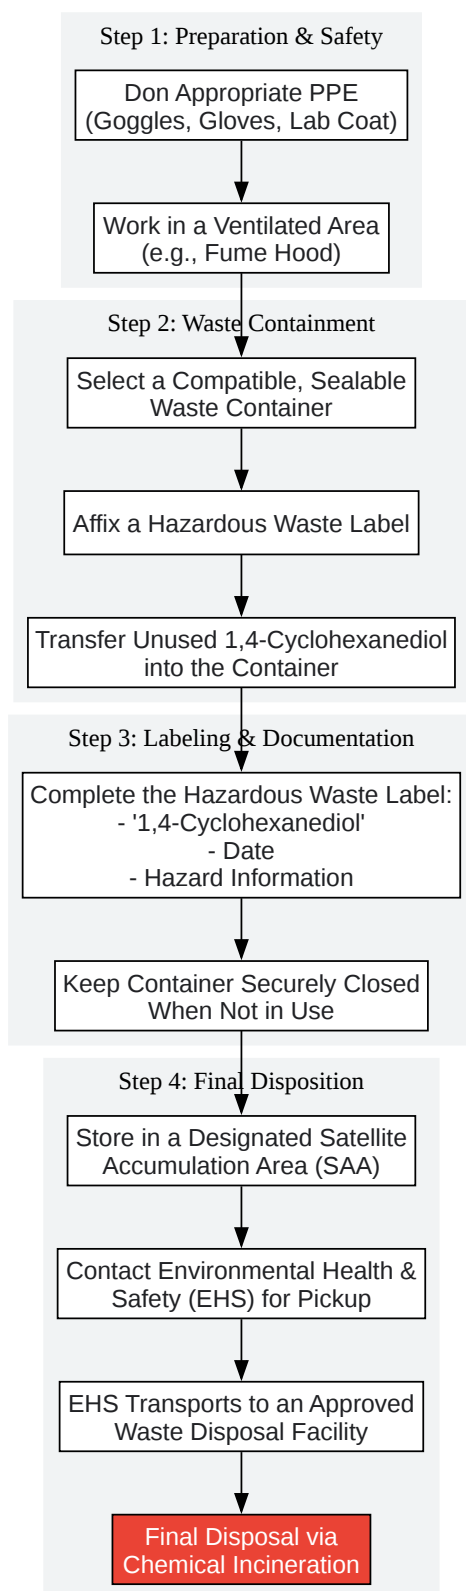 Step 1: Preparation & Safety
Don Appropriate PPE
(Goggles, Gloves, Lab Coat)
Work in a Ventilated Area
(e.g., Fume Hood)
Step 2: Waste Containment
Select a Compatible, Sealable
Waste Container
Affix a Hazardous Waste Label
Transfer Unused 1,4-Cyclohexanediol
into the Container
Step 3: Labeling & Documentation
Complete the Hazardous Waste Label:
- '1,4-Cyclohexanediol'
- Date
- Hazard Information
Keep Container Securely Closed
When Not in Use
Step 4: Final Disposition
Store in a Designated Satellite
Accumulation Area (SAA)
Contact Environmental Health &
Safety (EHS) for Pickup
EHS Transports to an Approved
Waste Disposal Facility
Final Disposal via
Chemical Incineration